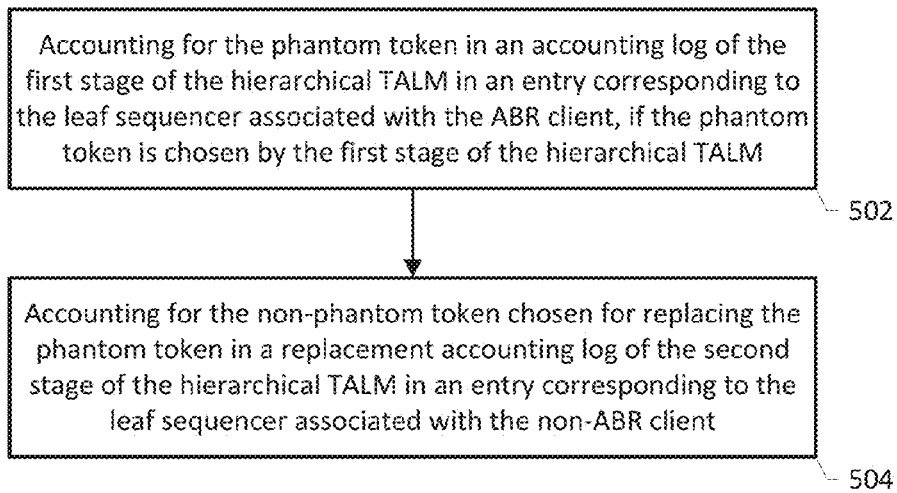 Accounting for the phantom token in an accounting log of the
first stage of the hierarchical TALM in an entry corresponding to
the leaf sequencer associated with the ABR client, if the phantom
token is chosen by the first stage of the hierarchical TALM
502
Accounting for the non-phantom token chosen for replacing the
phantom token in a replacement accounting log of the second
stage of the hierarchical TALM in an entry corresponding to the
leaf sequencer associated with the non-ABR client
504